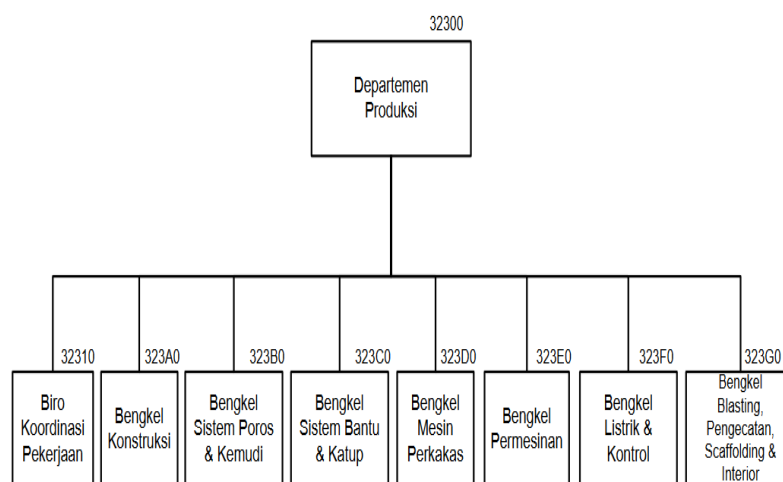 32300
Departemen
Produksi
32310
323A0
323B0
323C0
323D0
323E0
323F0
323G0
Biro
Koordinasi
Pekerjaan
Bengkel
Konstruksi
Bengkel
Sistem Poros
& Kemudi
Bengkel
Sistem Bantu
& Katup
Bengkel
Mesin
Perkakas
Bengkel
Permesinan
Bengkel
Listrik &
Kontrol
Bengkel
Blasting,
Pengecatan,
Scaffolding &
Interior